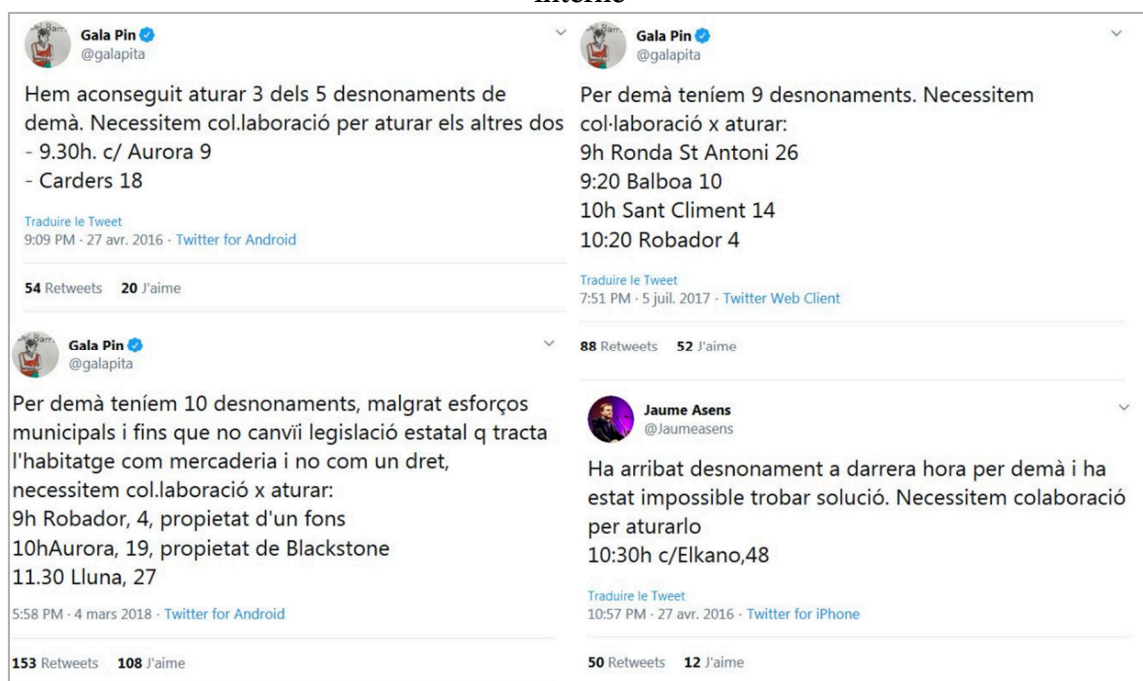 interne
Gala Pin
@galapita
Hem aconseguit aturar 3 dels 5 desnonaments de
demà. Necessitem col.laboració per aturar els altres dos
- 9.30h. c/ Aurora 9
- Carders 18
Traduire le Tweet
9:09 PM · 27 avr. 2016 · Twitter for Android
54 Retweets 20 J'aime
Gala Pin
@galapita
Per demà teníem 10 desnonaments, malgrat esforços
municipals i fins que no canvïi legislació estatal q tracta
l'habitatge com mercaderia i no com un dret,
necessitem col.laboració x aturar:
9h Robador, 4, propietat d'un fons
10hAurora, 19, propietat de Blackstone
11.30 Lluna, 27
5:58 PM · 4 mars 2018 · Twitter for Android
153 Retweets 108 J'aime
Gala Pin
@galapita
Per demà teníem 9 desnonaments. Necessitem
col·laboració x aturar:
9h Ronda St Antoni 26
9:20 Balboa 10
10h Sant Climent 14
10:20 Robador 4
Traduire le Tweet
7:51 PM · 5 juil. 2017 · Twitter Web Client
88 Retweets 52 J'aime
Jaume Asens
@Jaumeasens
Ha arribat desnonament a darrera hora per demà i ha
estat impossible trobar solució. Necessitem colaboració
per aturarlo
10:30h c/Elkano,48
Traduire le Tweet
10:57 PM · 27 avr. 2016 · Twitter for iPhone
50 Retweets 12 J'aime